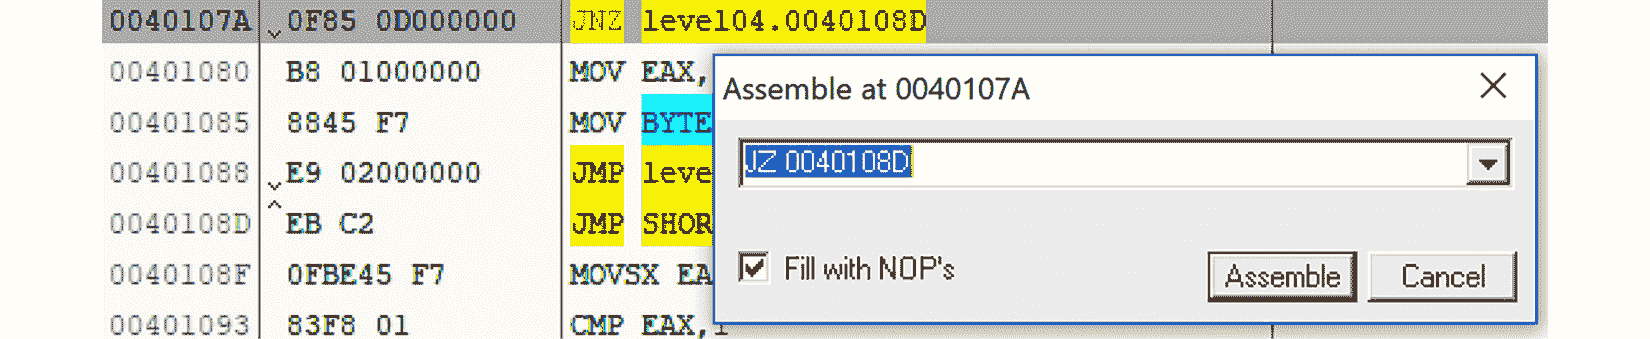 0040107A 0F85 0D000000 JNZ level04.0040108D
00401080 B8 01000000 MOV EAX,
00401085 8845 F7 MOV BYTE
00401088 E9 02000000 JMP leve
0040108D EB C2 JMP SHOR
0040108F 0FBE45 F7 MOVSX EA
00401093 83F8 01 CMP EAX,1
Assemble at 0040107A
JZ 0040108D
Fill with NOP's
Assemble Cancel